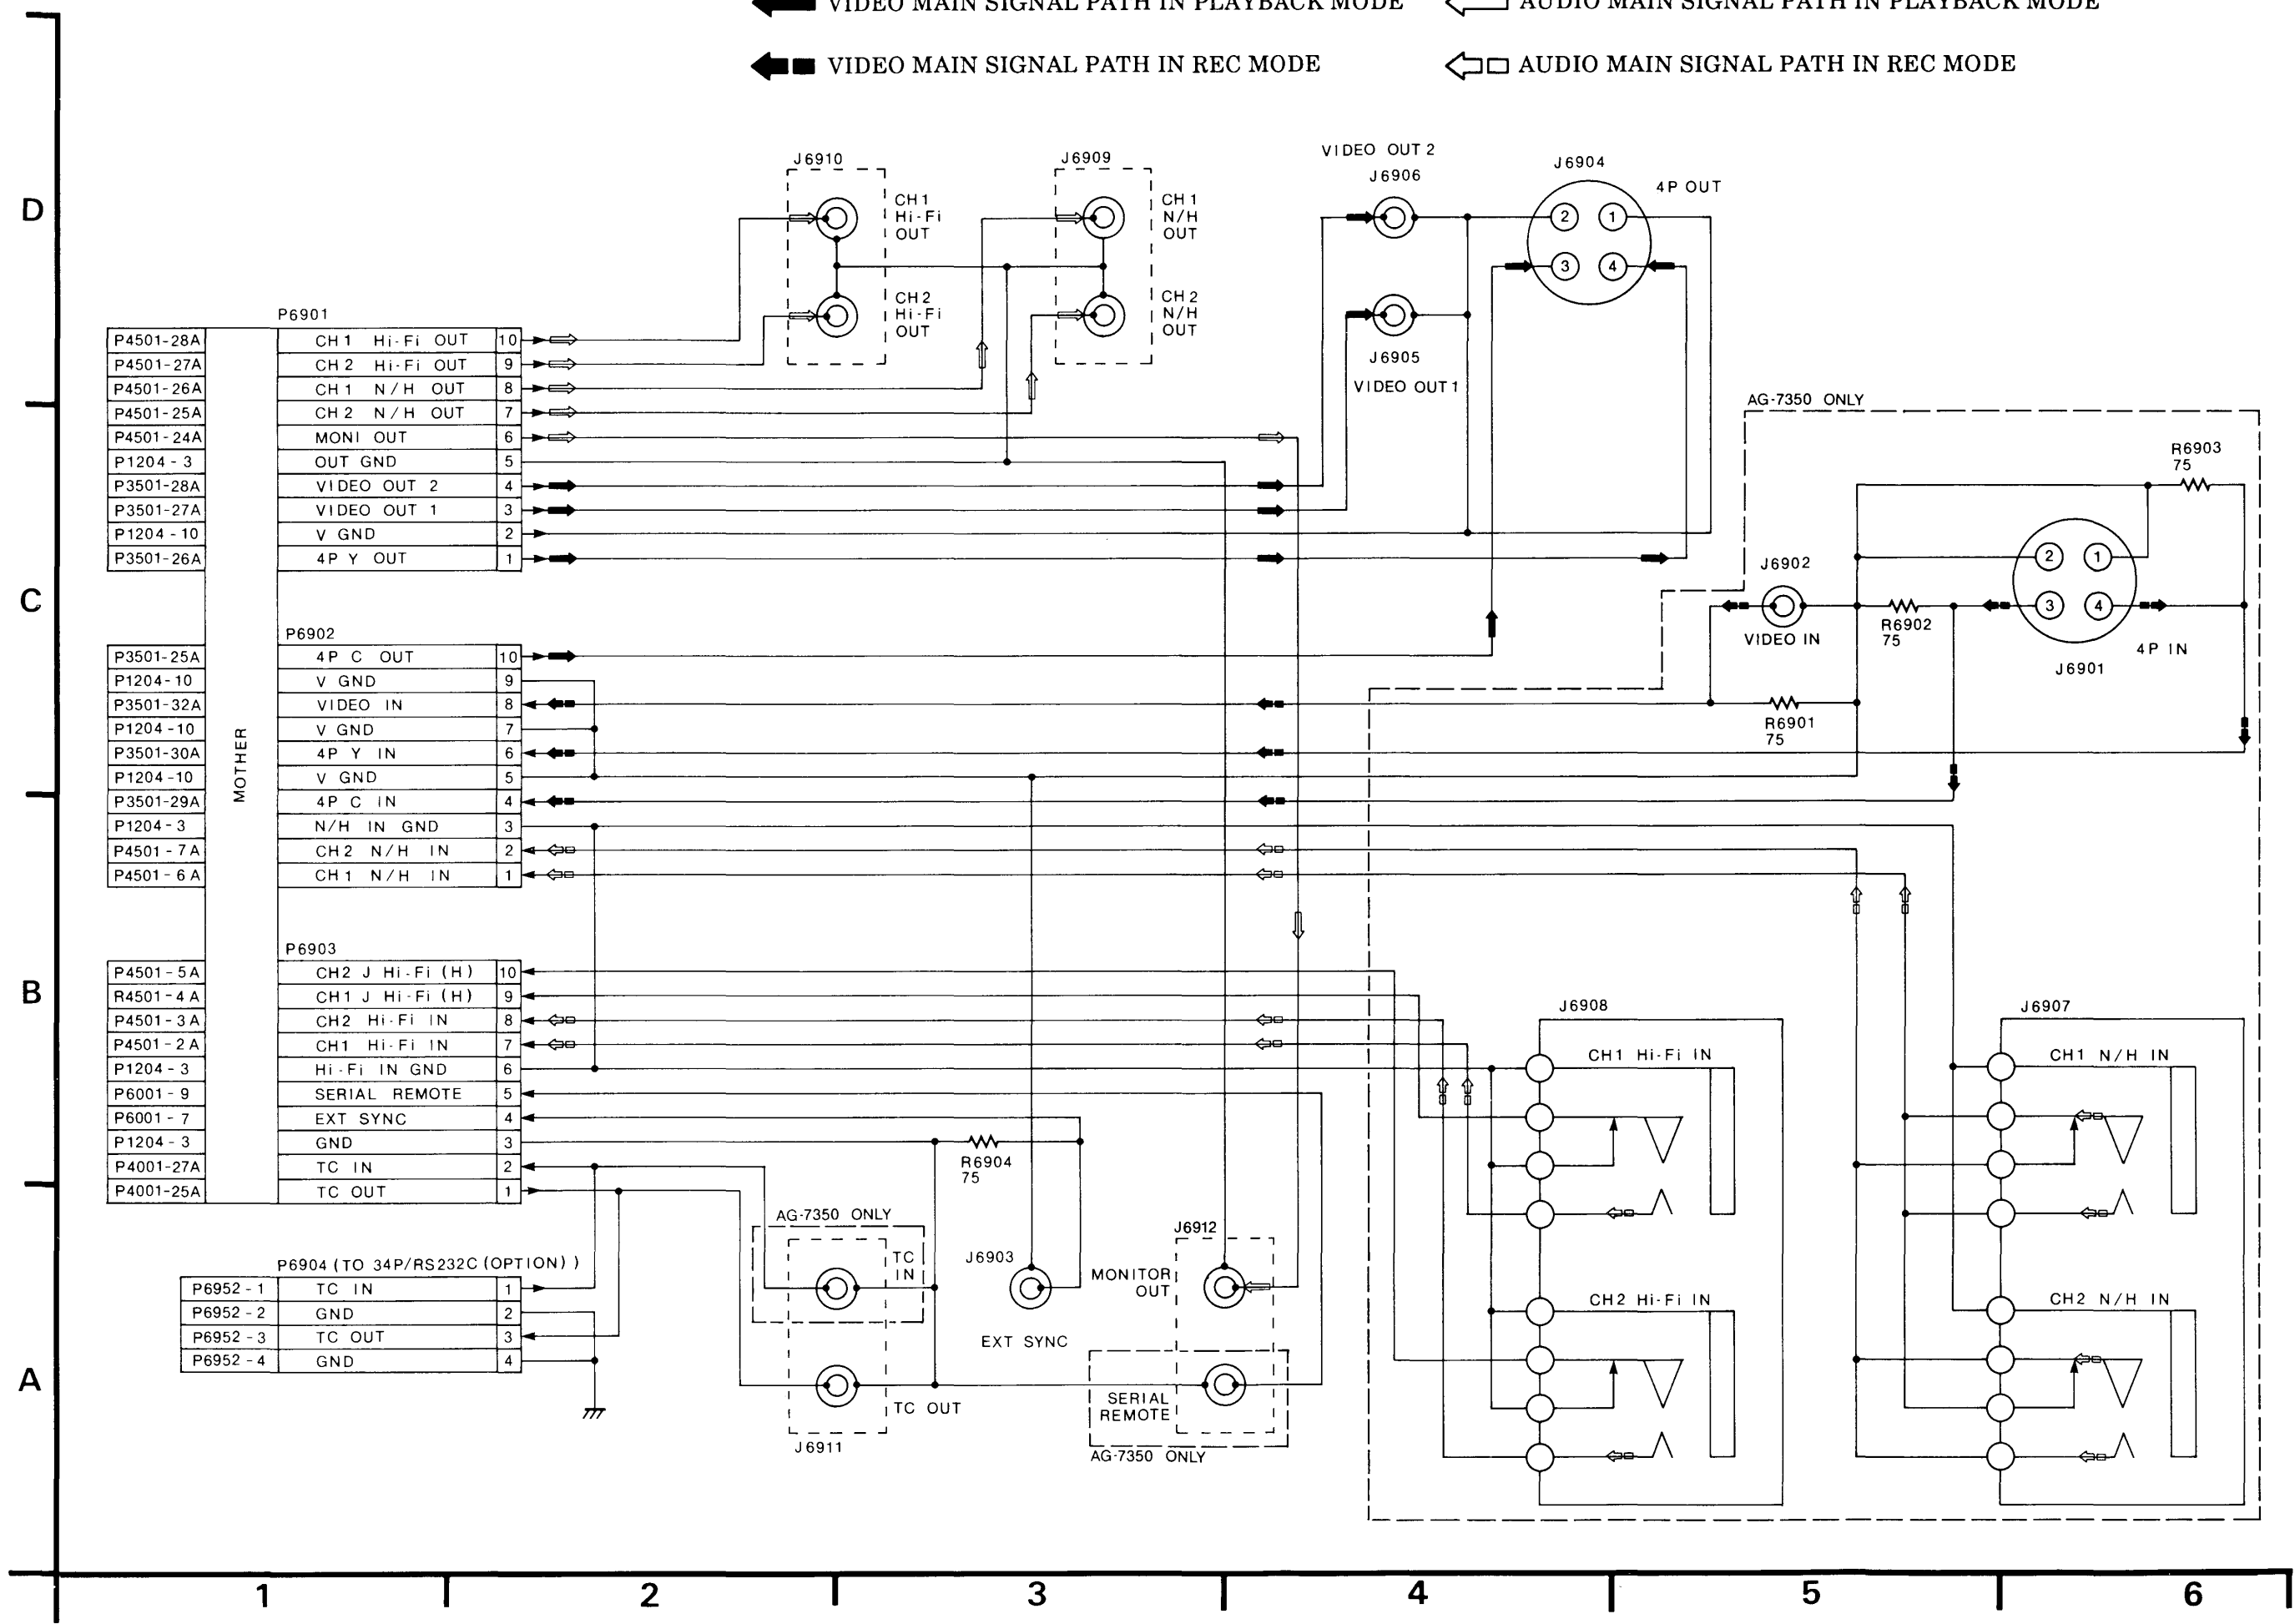 VIDEO MAIN SIGNAL PATH IN PLAYBACK MODE
AUDIO MAIN SIGNAL PATH IN PLAYBACK MODE
VIDEO MAIN SIGNAL PATH IN REC MODE
AUDIO MAIN SIGNAL PATH IN REC MODE
D
C
B
A
J6910
CH1
Hi-Fi
OUT
CH2
Hi-Fi
OUT
J6909
CH1
N/H
OUT
CH2
N/H
OUT
VIDEO OUT 2
J6906
J6905
VIDEO OUT 1
J6904
4P OUT
2 1
3 4
MOTHER
P6901
P4501-28A CH1 Hi-Fi OUT 10
P4501-27A CH2 Hi-Fi OUT 9
P4501-26A CH1 N/H OUT 8
P4501-25A CH2 N/H OUT 7
P4501-24A MONI OUT 6
P1204-3 OUT GND 5
P3501-28A VIDEO OUT 2 4
P3501-27A VIDEO OUT 1 3
P1204-10 V GND 2
P3501-26A 4P Y OUT 1
P6902
P3501-25A 4P C OUT 10
P1204-10 V GND 9
P3501-32A VIDEO IN 8
P1204-10 V GND 7
P3501-30A 4P Y IN 6
P1204-10 V GND 5
P3501-29A 4P C IN 4
P1204-3 N/H IN GND 3
P4501-7A CH2 N/H IN 2
P4501-6A CH1 N/H IN 1
P6903
P4501-5A CH2 J Hi-Fi (H) 10
R4501-4A CH1 J Hi-Fi (H) 9
P4501-3A CH2 Hi-Fi IN 8
P4501-2A CH1 Hi-Fi IN 7
P1204-3 Hi-Fi IN GND 6
P6001-9 SERIAL REMOTE 5
P6001-7 EXT SYNC 4
P1204-3 GND 3
P4001-27A TC IN 2
P4001-25A TC OUT 1
P6904 (TO 34P/RS232C (OPTION))
P6952-1 TC IN 1
P6952-2 GND 2
P6952-3 TC OUT 3
P6952-4 GND 4
AG-7350 ONLY
R6903
75
J6902
VIDEO IN
R6902
75
2 1
3 4
4P IN
J6901
R6901
75
R6904
75
AG-7350 ONLY
TC
IN
TC OUT
J6911
J6903
EXT SYNC
J6912
MONITOR
OUT
SERIAL
REMOTE
AG-7350 ONLY
J6908
CH1 Hi-Fi IN
CH2 Hi-Fi IN
J6907
CH1 N/H IN
CH2 N/H IN
1 2 3 4 5 6